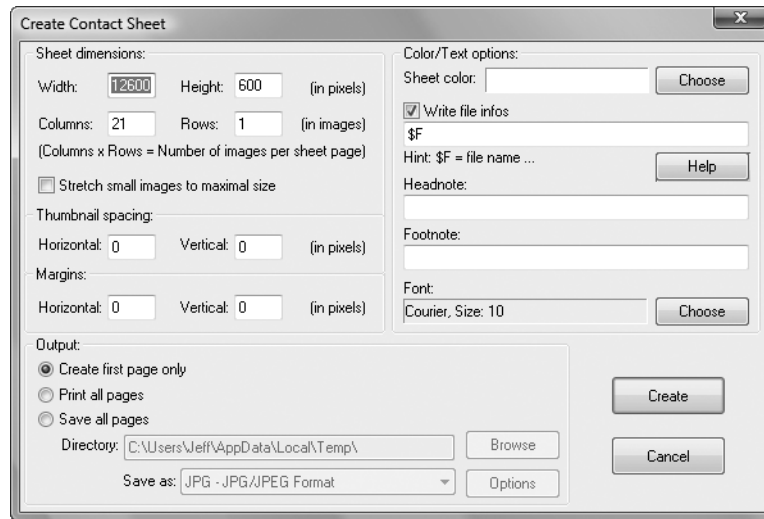 Create Contact Sheet
X
Sheet dimensions:
Width: 12600 Height: 600 (in pixels)
Columns: 21 Rows: 1 (in images)
(Columns x Rows = Number of images per sheet page)
Stretch small images to maximal size
Thumbnail spacing:
Horizontal: 0 Vertical: 0 (in pixels)
Margins:
Horizontal: 0 Vertical: 0 (in pixels)
Color/Text options:
Sheet color: Choose
Write file infos
$F
Hint: $F = file name ... Help
Headnote:
Footnote:
Font:
Courier, Size: 10 Choose
Output:
Create first page only
Print all pages
Save all pages
Directory: C:\Users\Jeff\AppData\Local\Temp\ Browse
Save as: JPG - JPG/JPEG Format Options
Create
Cancel